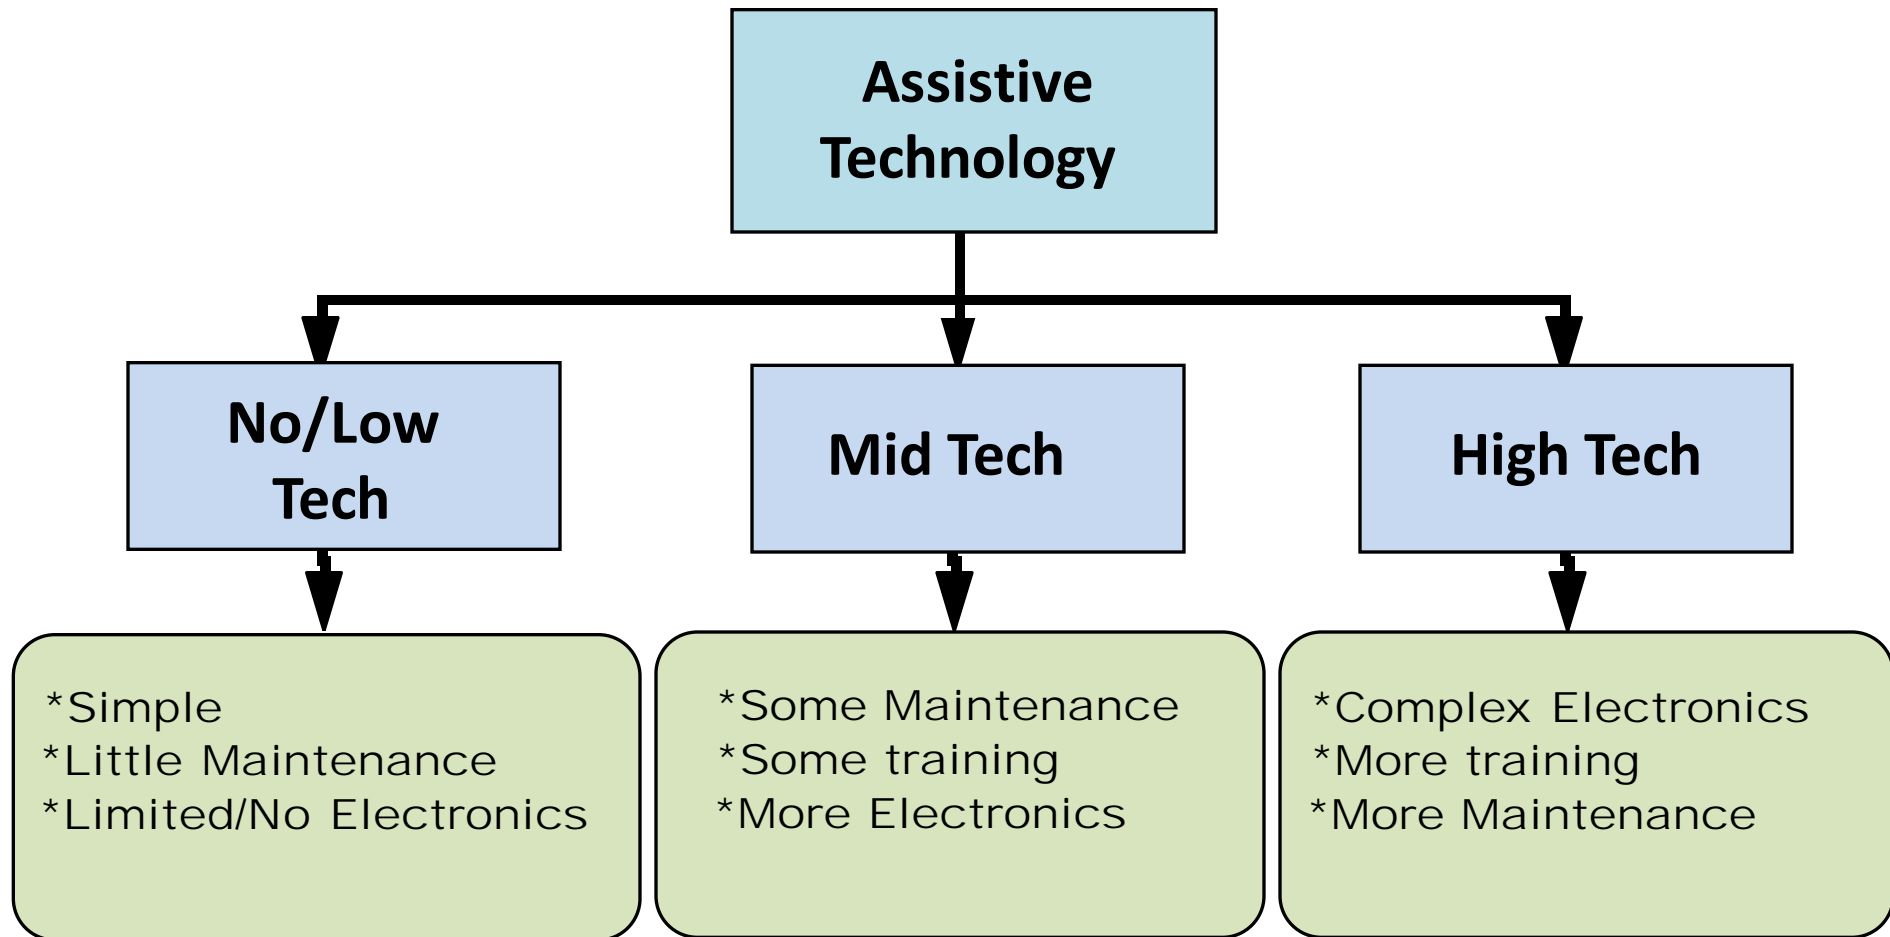 Assistive
Technology
No/Low
Tech
Mid Tech
High Tech
*Simple
*Little Maintenance
*Limited/No Electronics
*Some Maintenance
*Some training
*More Electronics
*Complex Electronics
*More training
*More Maintenance